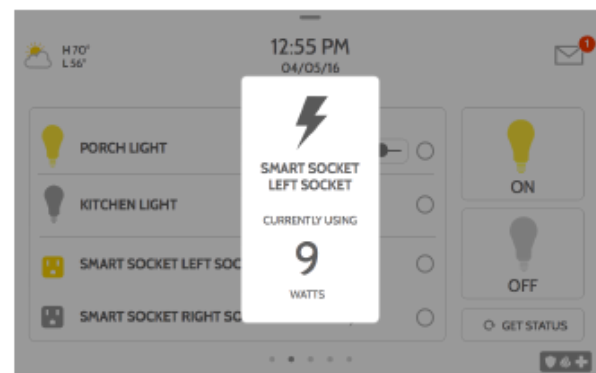 H 70°
L 56°
12:55 PM
04/05/16
1
SMART SOCKET
LEFT SOCKET
CURRENTLY USING
9
WATTS
PORCH LIGHT
KITCHEN LIGHT
SMART SOCKET LEFT SOC
SMART SOCKET RIGHT SO
ON
OFF
GET STATUS